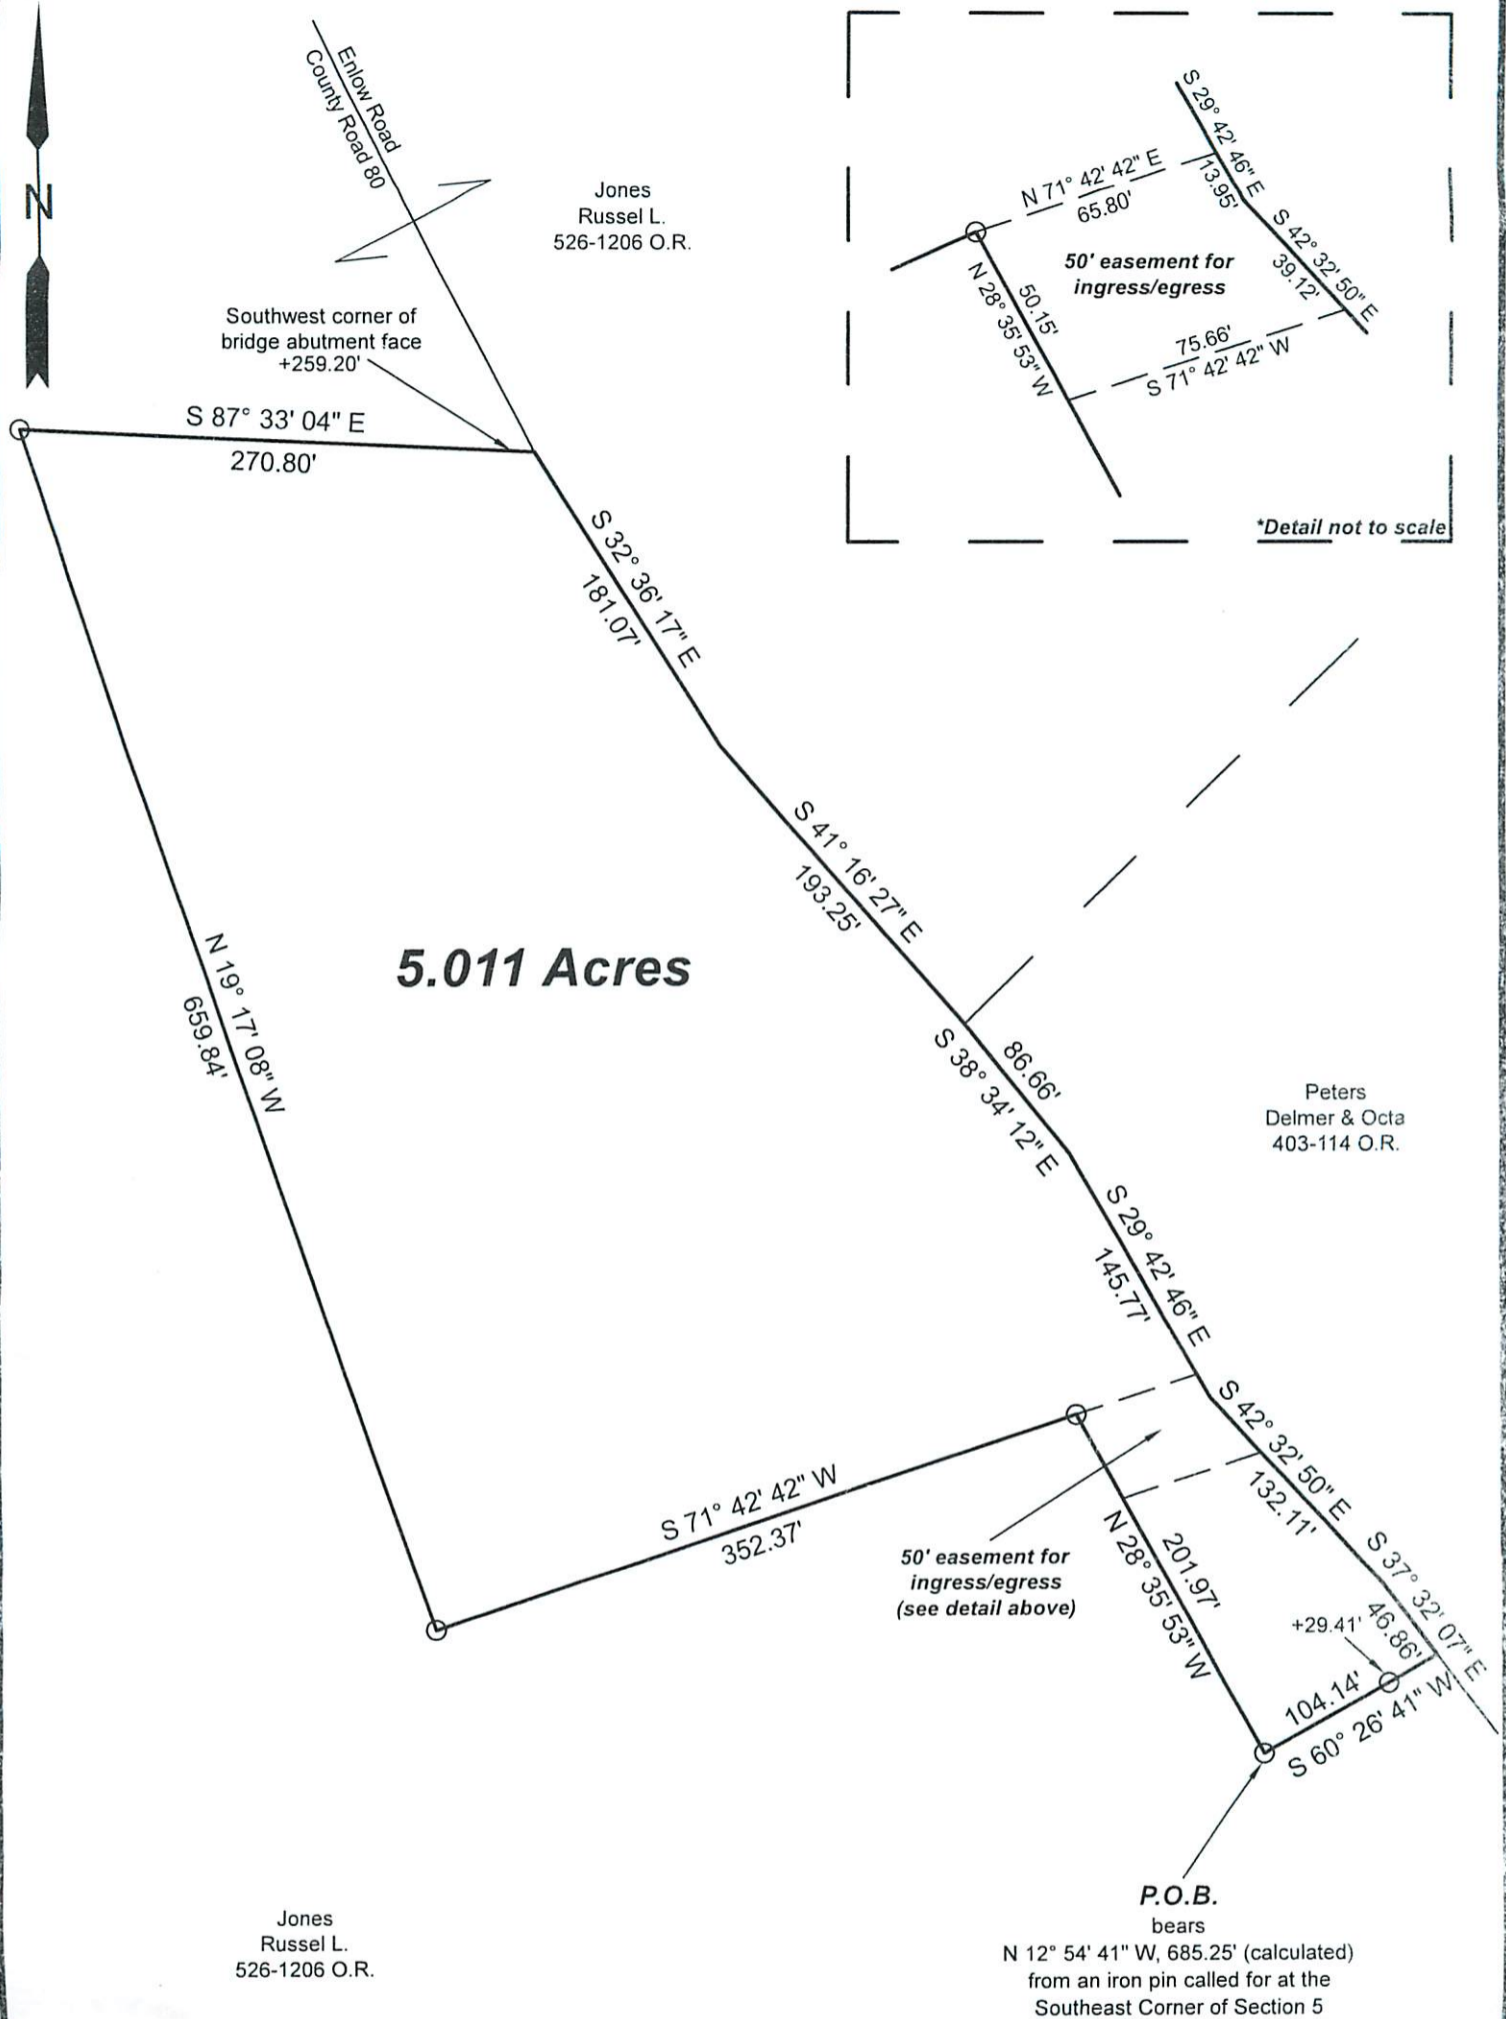 N
Enlow Road
County Road 80
Jones
Russel L.
526-1206 O.R.
Southwest corner of
bridge abutment face
+259.20'
S 87° 33' 04" E
270.80'
S 29° 42' 46" E
13.95'
N 71° 42' 42" E
65.80'
S 42° 32' 50" E
39.12'
50' easement for
ingress/egress
50.15'
N 28° 35' 53" W
75.66'
S 71° 42' 42" W
*Detail not to scale
S 32° 36' 17" E
181.07'
S 41° 16' 27" E
193.25'
5.011 Acres
N 19° 17' 08" W
659.84'
86.66'
S 38° 34' 12" E
Peters
Delmer & Octa
403-114 O.R.
S 29° 42' 46" E
145.77'
S 42° 32' 50" E
132.11'
S 71° 42' 42" W
352.37'
50' easement for
ingress/egress
(see detail above)
201.97'
N 28° 35' 53" W
S 37° 32' 07" E
46.86'
+29.41'
104.14'
S 60° 26' 41" W
P.O.B.
bears
N 12° 54' 41" W, 685.25' (calculated)
from an iron pin called for at the
Southeast Corner of Section 5
Jones
Russel L.
526-1206 O.R.